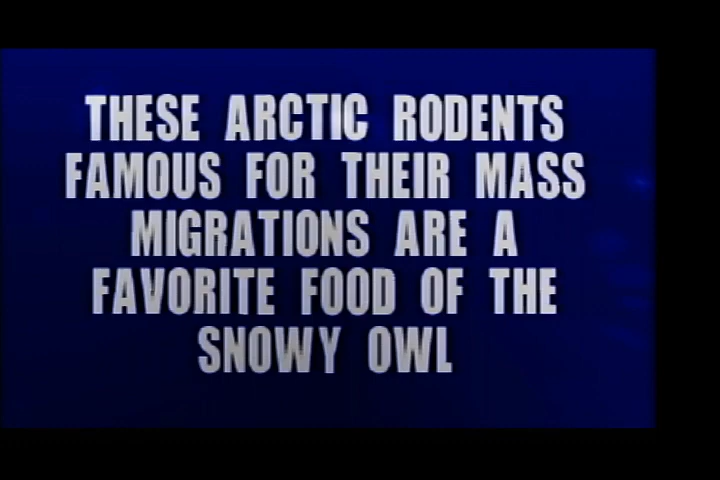 THESE ARCTIC RODENTS
FAMOUS FOR THEIR MASS
MIGRATIONS ARE A
FAVORITE FOOD OF THE
SNOWY OWL